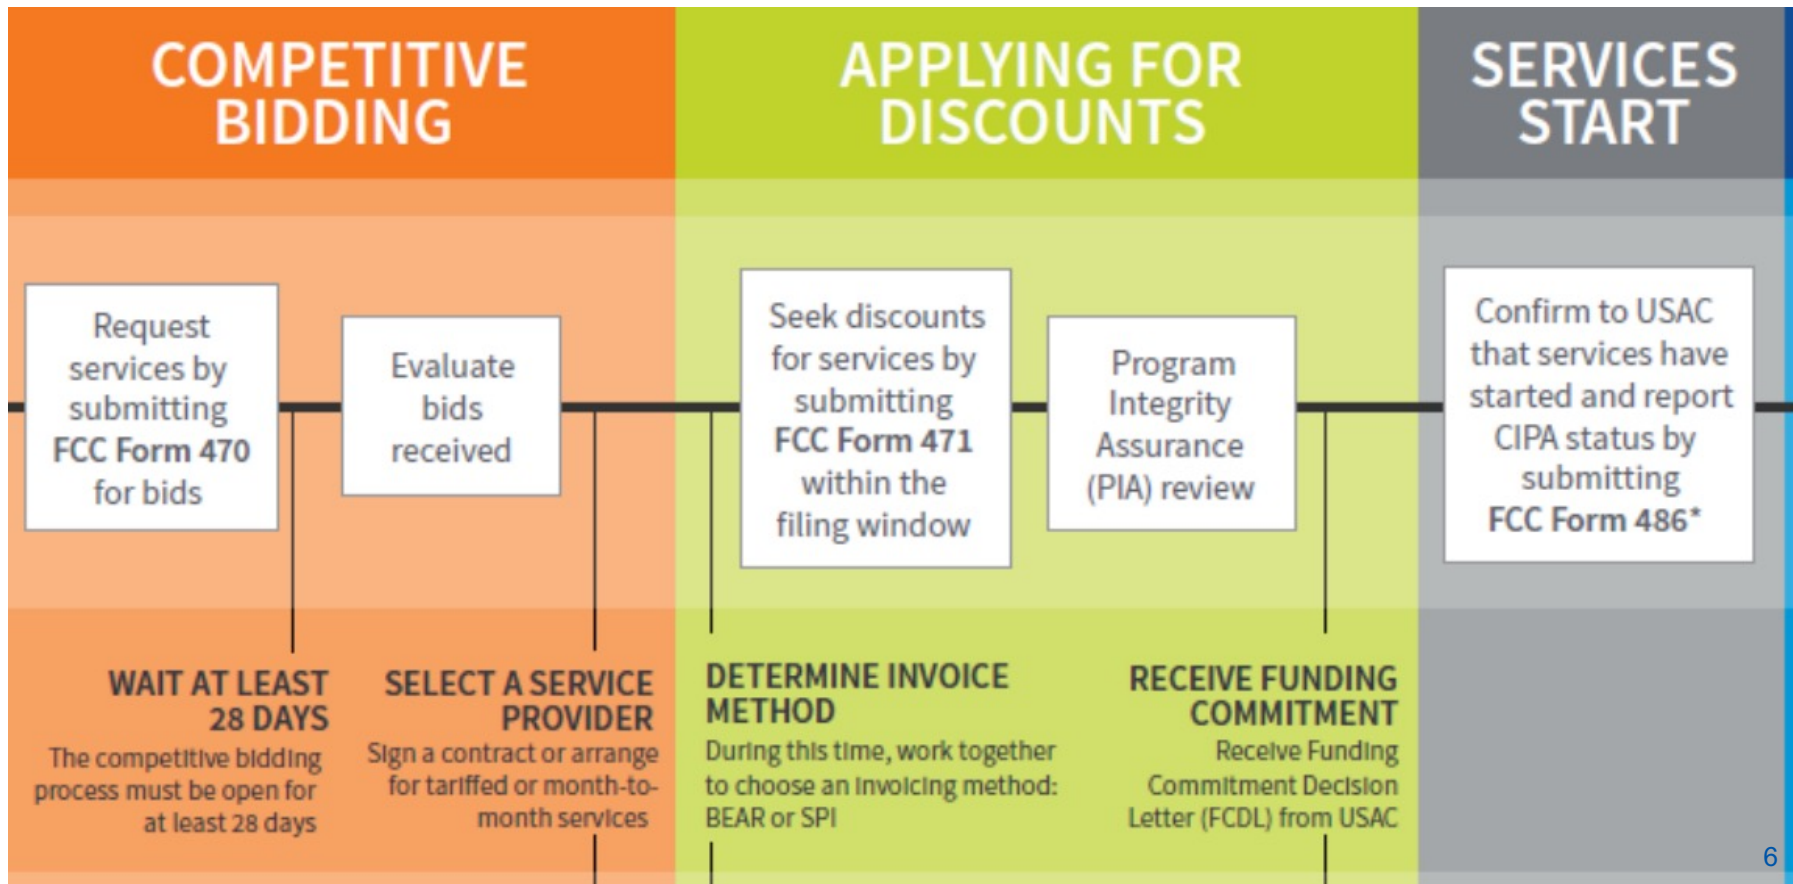 COMPETITIVE
BIDDING
APPLYING FOR
DISCOUNTS
SERVICES
START
Request
services by
submitting
FCC Form 470
for bids
Evaluate
bids
received
Seek discounts
for services by
submitting
FCC Form 471
within the
filing window
Program
Integrity
Assurance
(PIA) review
Confirm to USAC
that services have
started and report
CIPA status by
submitting
FCC Form 486*
WAIT AT LEAST
28 DAYS
The competitive bidding
process must be open for
at least 28 days
SELECT A SERVICE
PROVIDER
Sign a contract or arrange
for tariffed or month-to-
month services
DETERMINE INVOICE
METHOD
During this time, work together
to choose an invoicing method:
BEAR or SPI
RECEIVE FUNDING
COMMITMENT
Receive Funding
Commitment Decision
Letter (FCDL) from USAC
6